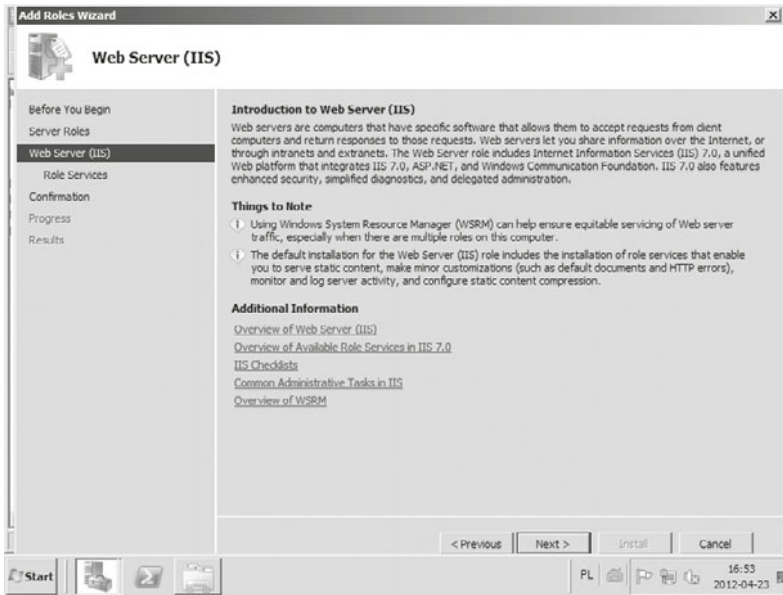 Add Roles Wizard
Web Server (IIS)
Before You Begin
Server Roles
Web Server (IIS)
Role Services
Confirmation
Progress
Results
Introduction to Web Server (IIS)
Web servers are computers that have specific software that allows them to accept requests from client
computers and return responses to those requests. Web servers let you share information over the Internet, or
through intranets and extranets. The Web Server role includes Internet Information Services (IIS) 7.0, a unified
Web platform that integrates IIS 7.0, ASP.NET, and Windows Communication Foundation. IIS 7.0 also features
enhanced security, simplified diagnostics, and delegated administration.
Things to Note
Using Windows System Resource Manager (WSRM) can help ensure equitable servicing of Web server
traffic, especially when there are multiple roles on this computer.
The default installation for the Web Server (IIS) role includes the installation of role services that enable
you to serve static content, make minor customizations (such as default documents and HTTP errors),
monitor and log server activity, and configure static content compression.
Additional Information
Overview of Web Server (IIS)
Overview of Available Role Services in IIS 7.0
IIS Checklists
Common Administrative Tasks in IIS
Overview of WSRM
< Previous Next > Install Cancel
Start PL 16:53
2012-04-23